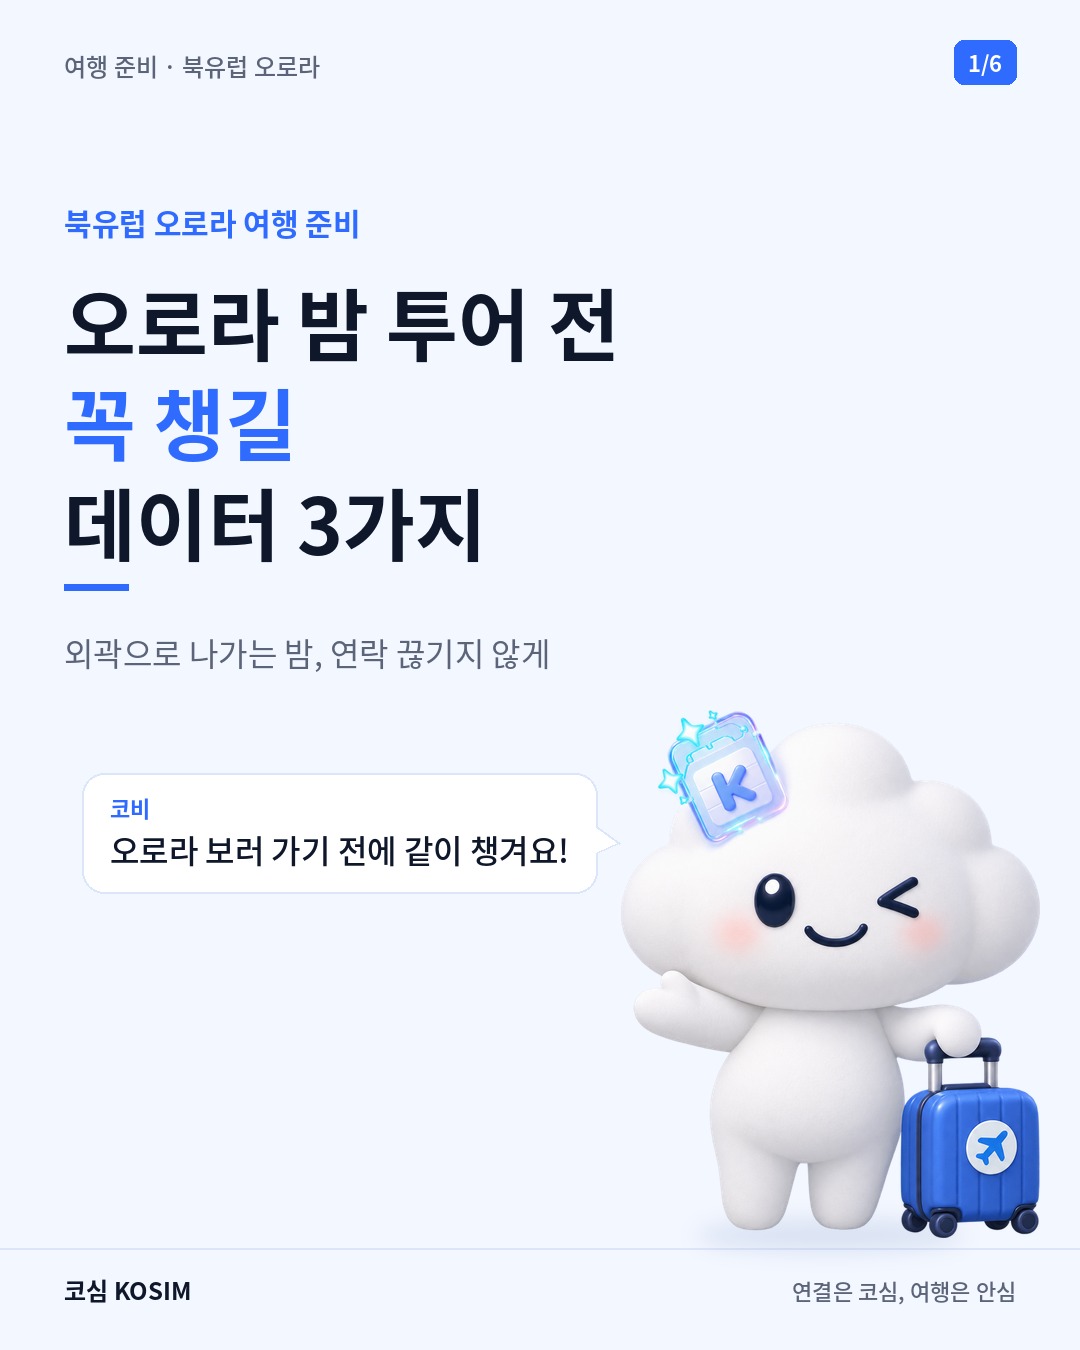 여행 준비 · 북유럽 오로라
1/6
북유럽 오로라 여행 준비
오로라 밤 투어 전
꼭 챙길
데이터 3가지
외곽으로 나가는 밤, 연락 끊기지 않게
K
코비
오로라 보러 가기 전에 같이 챙겨요!
코심 KOSIM
연결은 코심, 여행은 안심